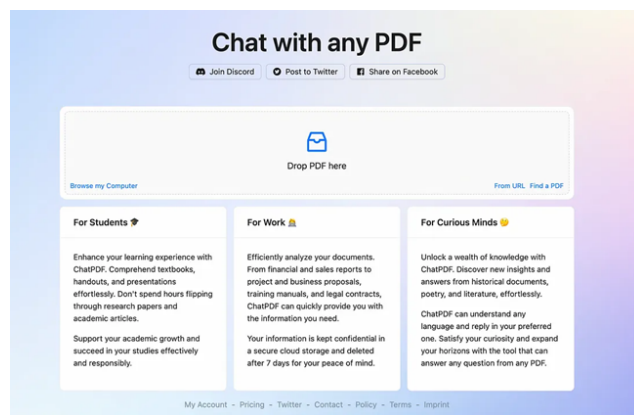 Chat with any PDF
Join Discord
Post to Twitter
Share on Facebook
Drop PDF here
Browse my Computer
From URL
Find a PDF
For Students 🎓
Enhance your learning experience with
ChatPDF. Comprehend textbooks,
handouts, and presentations
effortlessly. Don't spend hours flipping
through research papers and
academic articles.
Support your academic growth and
succeed in your studies effectively
and responsibly.
For Work
Efficiently analyze your documents.
From financial and sales reports to
project and business proposals,
training manuals, and legal contracts,
ChatPDF can quickly provide you with
the information you need.
Your information is kept confidential in
a secure cloud storage and deleted
after 7 days for your peace of mind.
For Curious Minds
Unlock a wealth of knowledge with
ChatPDF. Discover new insights and
answers from historical documents,
poetry, and literature, effortlessly.
ChatPDF can understand any
language and reply in your preferred
one. Satisfy your curiosity and expand
your horizons with the tool that can
answer any question from any PDF.
My Account - Pricing - Twitter - Contact - Policy - Terms - Imprint